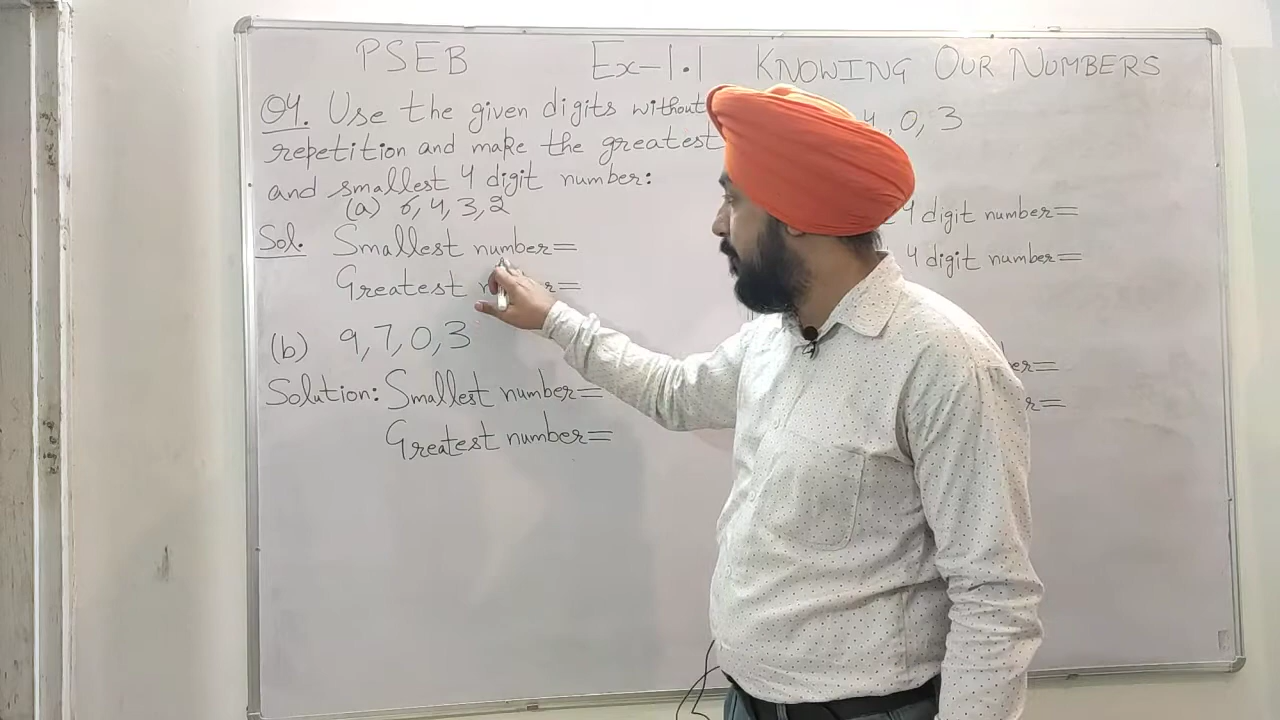 PSEB Ex-1.1 KNOWING OUR NUMBERS
Q4. Use the given digits without
repetition and make the greatest
and smallest 4 digit number:
(a) 6, 4, 3, 2
Sol. Smallest number=
Greatest =
(b) 9, 7, 0, 3
Solution: Smallest number=
Greatest number=
, 0, 3
4 digit number=
4 digit number=
=
=